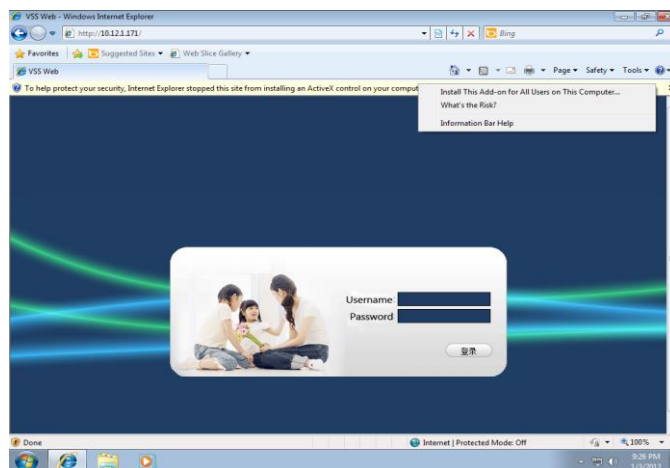 VSS Web - Windows Internet Explorer
http://10.12.1.171/
Bing
Favorites
Suggested Sites
Web Slice Gallery
VSS Web
Page
Safety
Tools
To help protect your security, Internet Explorer stopped this site from installing an ActiveX control on your comput
Install This Add-on for All Users on This Computer...
What's the Risk?
Information Bar Help
Username
Password
登录
Done
Internet | Protected Mode: Off
100%
9:26 PM